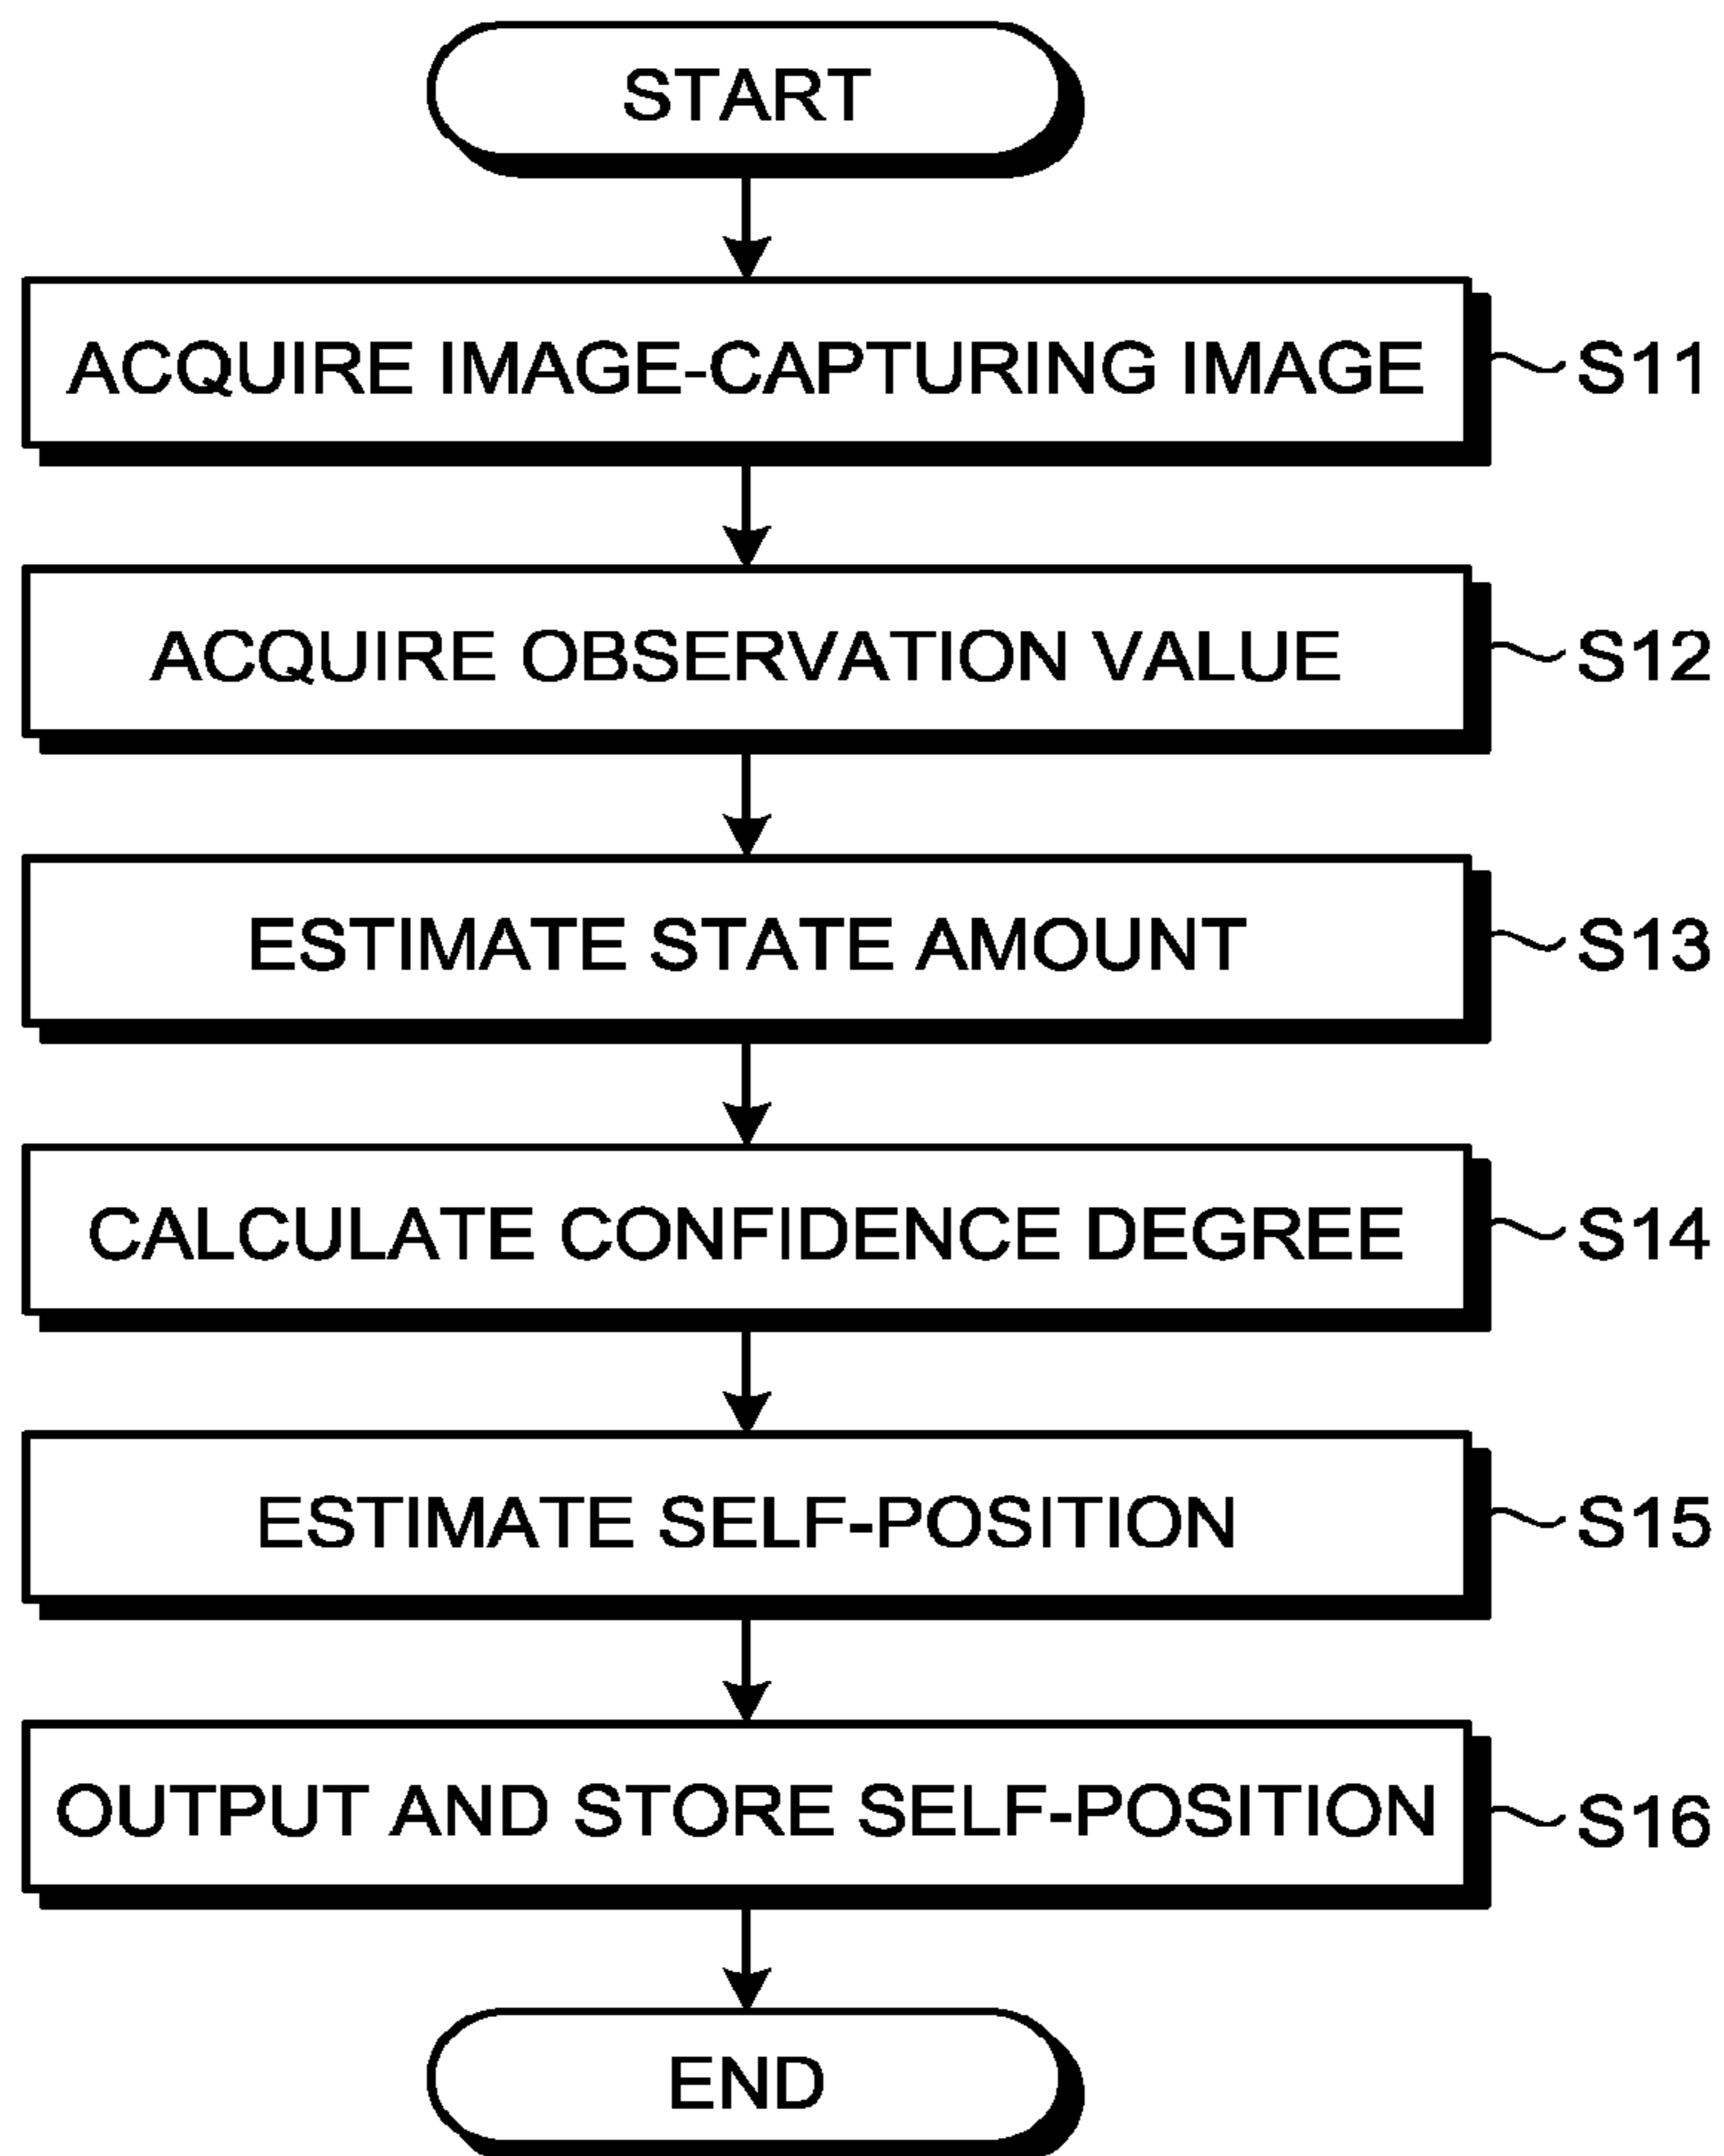 START
ACQUIRE IMAGE-CAPTURING IMAGE S11
ACQUIRE OBSERVATION VALUE S12
ESTIMATE STATE AMOUNT S13
CALCULATE CONFIDENCE DEGREE S14
ESTIMATE SELF-POSITION S15
OUTPUT AND STORE SELF-POSITION S16
END